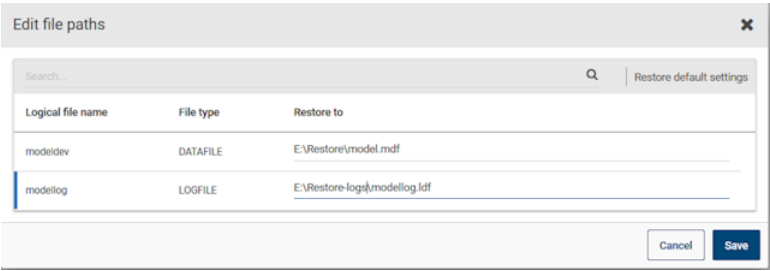 Edit file paths
Search...
Restore default settings
Logical file name File type Restore to
modeldev DATAFILE E:\Restore\model.mdf
modellog LOGFILE E:\Restore-logs\modellog.ldf
Cancel Save